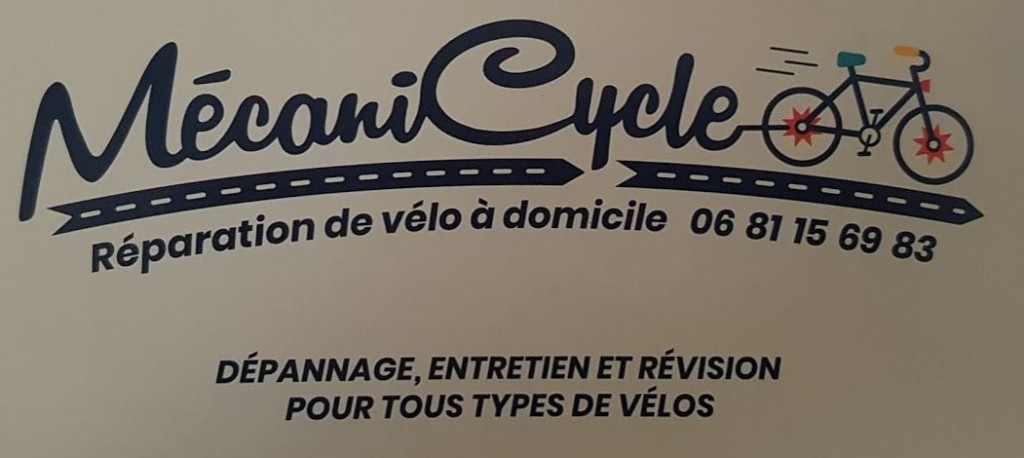 MécaniCycle
Réparation de vélo à domicile 06 81 15 69 83
DÉPANNAGE, ENTRETIEN ET RÉVISION
POUR TOUS TYPES DE VÉLOS